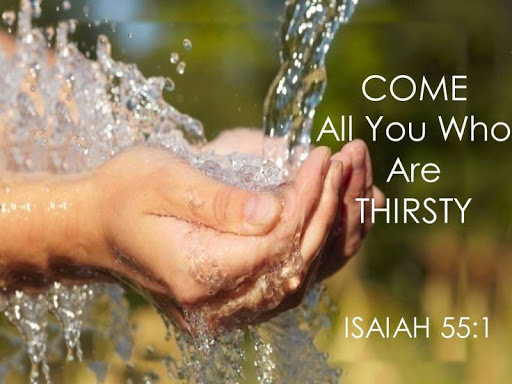 COME
All You Who
Are
THIRSTY
ISAIAH 55:1